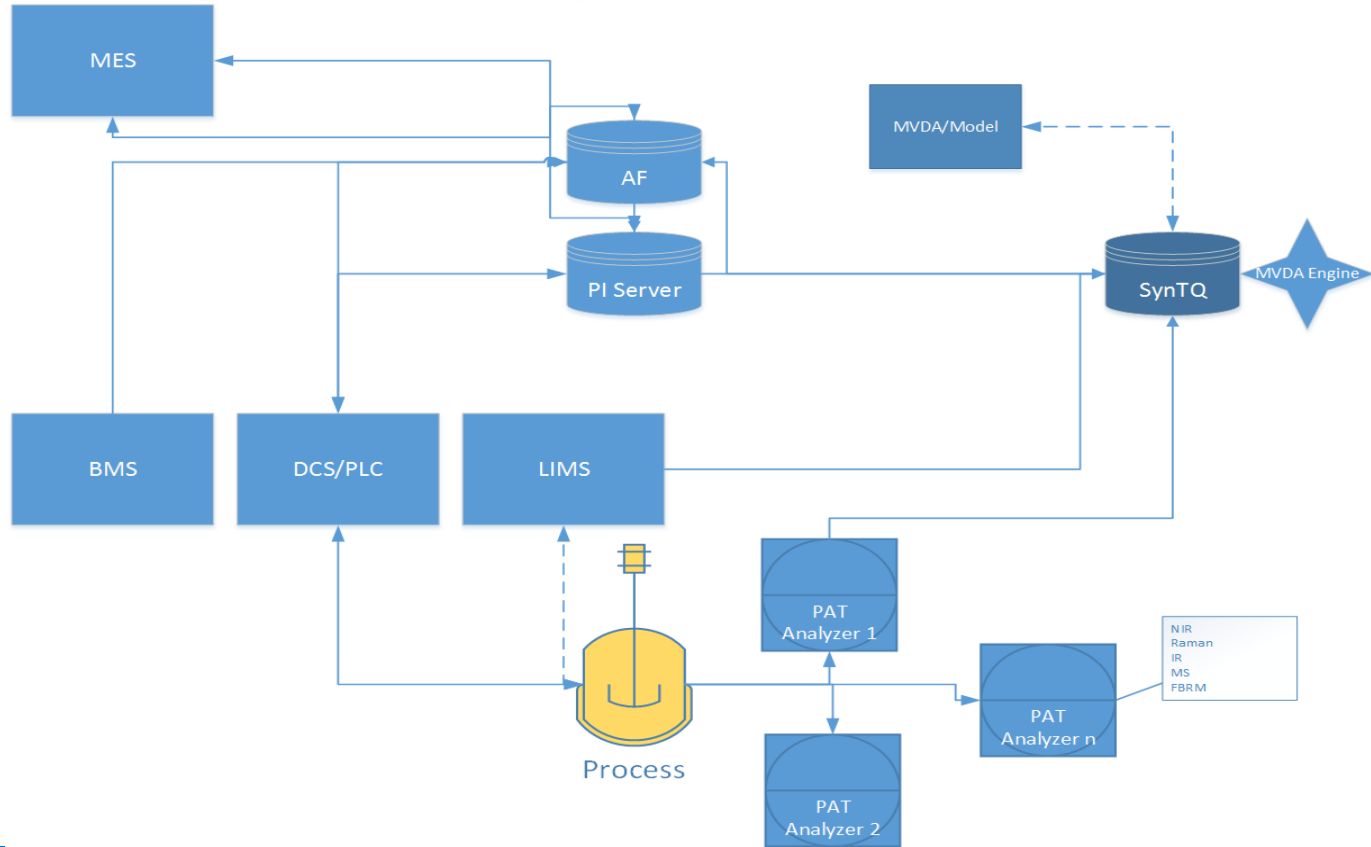 MES
MVDA/Model
AF
PI Server
SynTQ
MVDA Engine
BMS
DCS/PLC
LIMS
PAT
Analyzer 1
NIR
Raman
IR
MS
FBRM
PAT
Analyzer n
Process
PAT
Analyzer 2